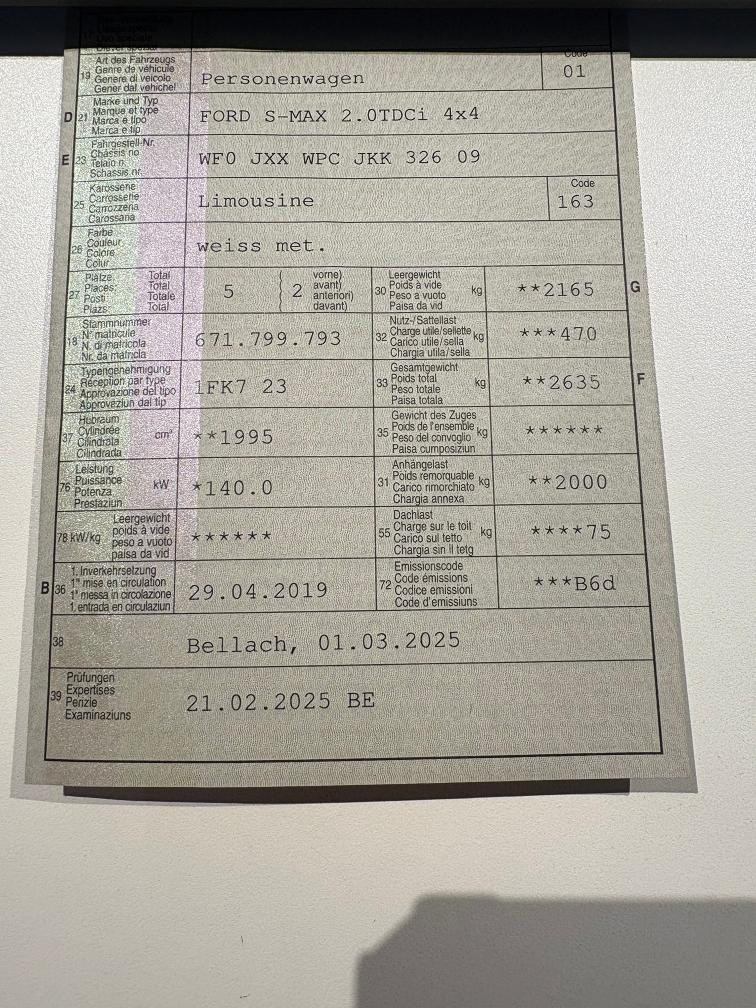 Uso speciale
19 Art des Fahrzeugs
Genre de véhicule
Genere di veicolo
Gener dal vehichel
Personenwagen
Code
01
D 21 Marke und Typ
Marque et type
Marca e tipo
Marca e tip
FORD S-MAX 2.0TDCi 4x4
E 23 Fahrgestell-Nr.
Châssis no
Telaio n.
Schassis nr.
WF0 JXX WPC JKK 326 09
25 Karosserie
Carrosserie
Carrozzeria
Carossaria
Limousine
Code
163
26 Farbe
Couleur
Colore
Colur
weiss met.
27 Plätze: Total
Places: Total
Posti: Totale
Plazs: Total
5
( 2 vorne)
avant)
anteriori)
davant)
30 Leergewicht
Poids à vide
Peso a vuoto
Paisa da vid
kg
**2165
G
18 Stammnummer
N° matricule
N. di matricola
Nr. da matricla
671.799.793
32 Nutz-/Sattellast
Charge utile/sellette
Carico utile/sella
Chargia utila/sella
kg
***470
24 Typengenehmigung
Réception par type
Approvazione del tipo
Approvaziun dal tip
1FK7 23
33 Gesamtgewicht
Poids total
Peso totale
Paisa totala
kg
**2635
F
37 Hubraum
Cylindrée
Cilindrata
Cilindrada
cm³
**1995
35 Gewicht des Zuges
Poids de l'ensemble
Peso del convoglio
Paisa cumposiziun
kg
******
76 Leistung
Puissance
Potenza
Prestaziun
kW
*140.0
31 Anhängelast
Poids remorquable
Carico rimorchiato
Chargia annexa
kg
**2000
78 kW/kg Leergewicht
poids à vide
peso a vuoto
paisa da vid
******
55 Dachlast
Charge sur le toit
Carico sul tetto
Chargia sin il tetg
kg
****75
B 36 1. Inverkehrsetzung
1re mise en circulation
1a messa in circolazione
1. entrada en circulaziun
29.04.2019
72 Emissionscode
Code émissions
Codice emissioni
Code d'emissiuns
***B6d
38
Bellach, 01.03.2025
39 Prüfungen
Expertises
Perizie
Examinaziuns
21.02.2025 BE